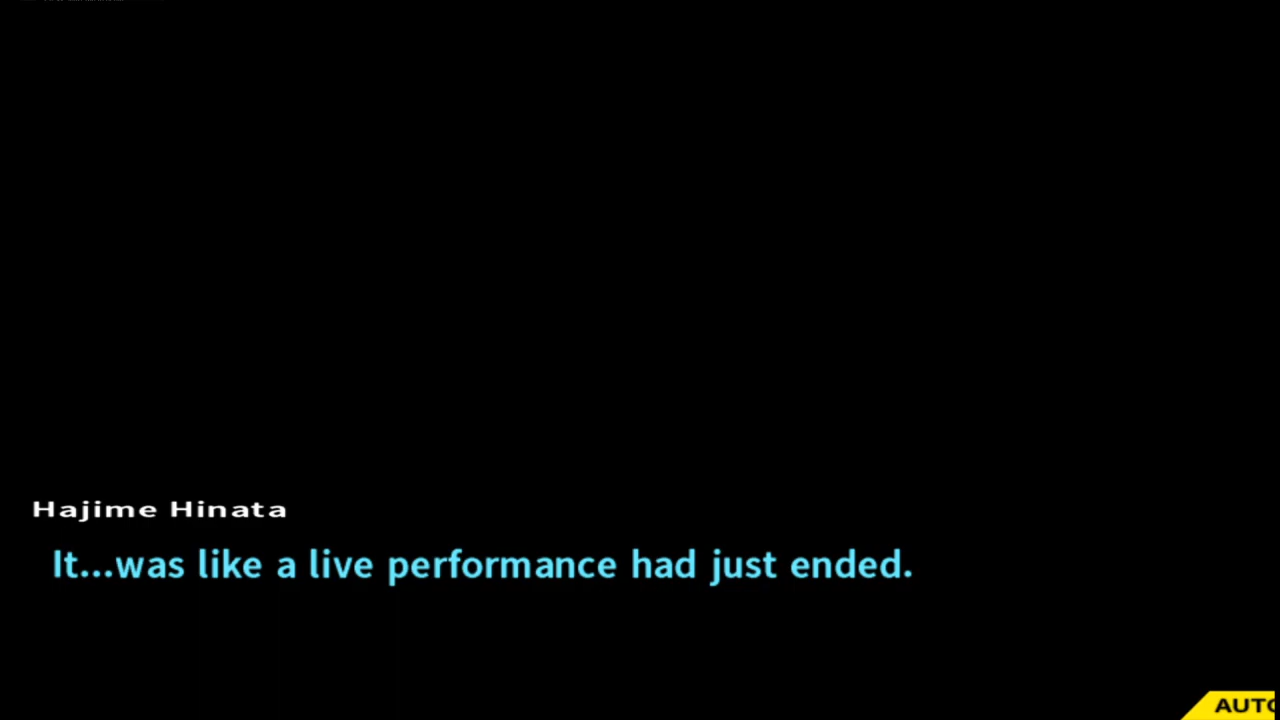 Hajime Hinata
It...was like a live performance had just ended.
AUTO